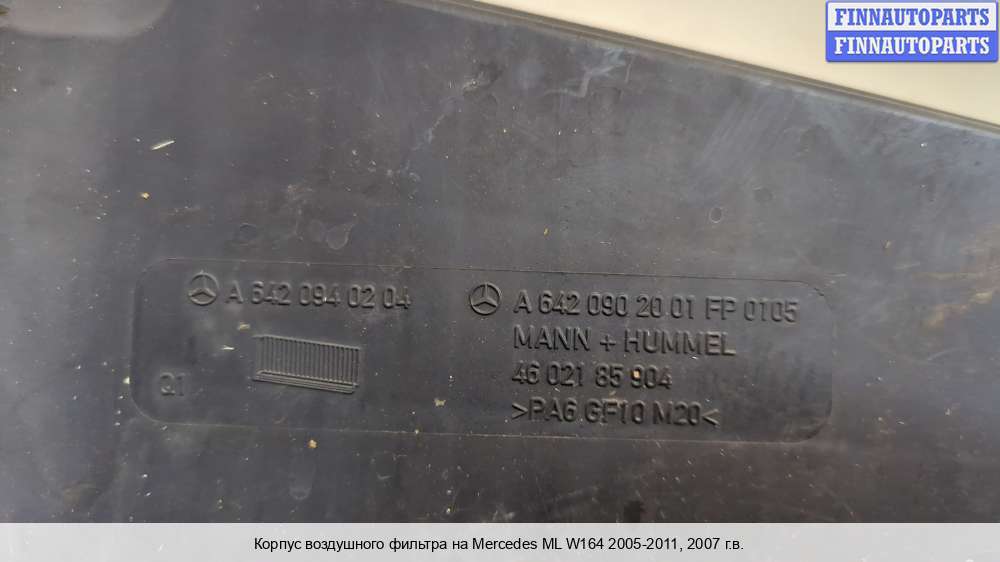 FINNAUTOPARTS
FINNAUTOPARTS
A 642 094 02 04
Q1
A 642 090 20 01 FP 0105
MANN + HUMMEL
46 021 85 904
>PA6 GF10 M20<
Корпус воздушного фильтра на Mercedes ML W164 2005-2011, 2007 г.в.